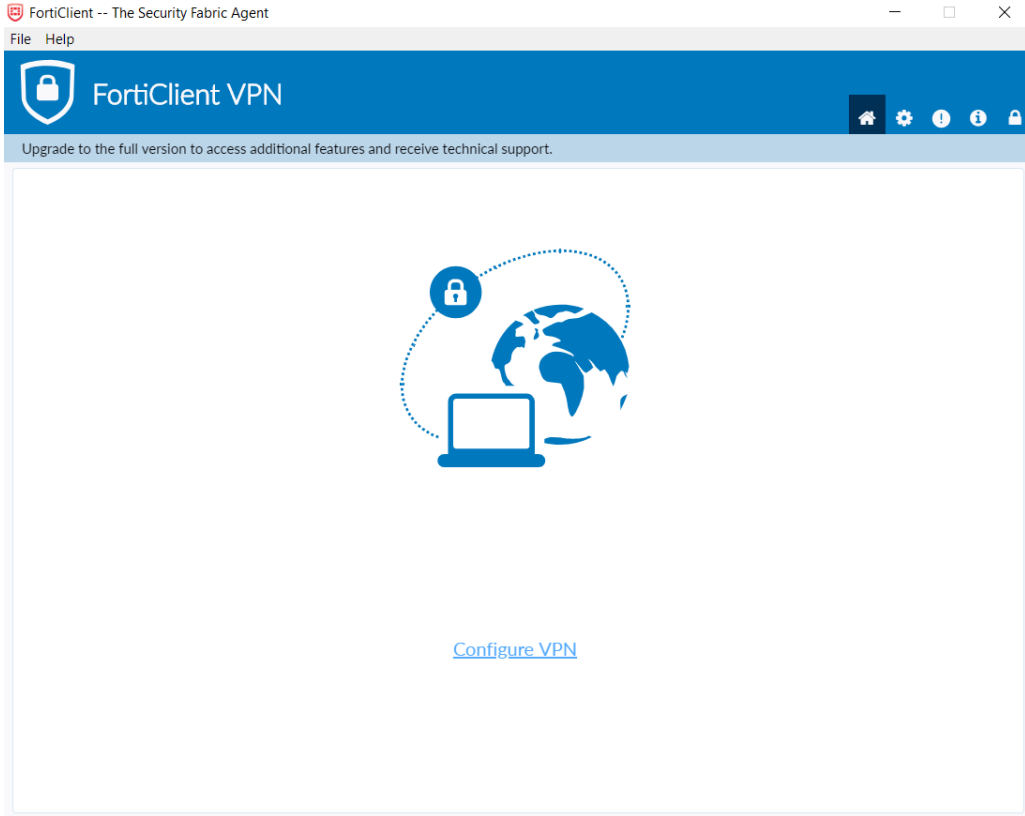 FortiClient -- The Security Fabric Agent
File Help
FortiClient VPN
Upgrade to the full version to access additional features and receive technical support.
Configure VPN